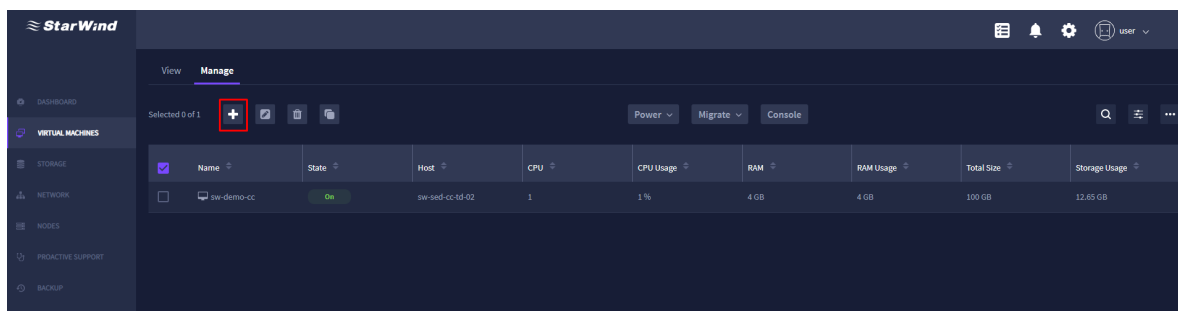 StarWind
user
View Manage
DASHBOARD
Selected 0 of 1 Power Migrate Console
VIRTUAL MACHINES
STORAGE
Name State Host CPU CPU Usage RAM RAM Usage Total Size Storage Usage
NETWORK
sw-demo-cc On sw-sed-cc-td-02 1 1 % 4 GB 4 GB 100 GB 12.65 GB
NODES
PROACTIVE SUPPORT
BACKUP